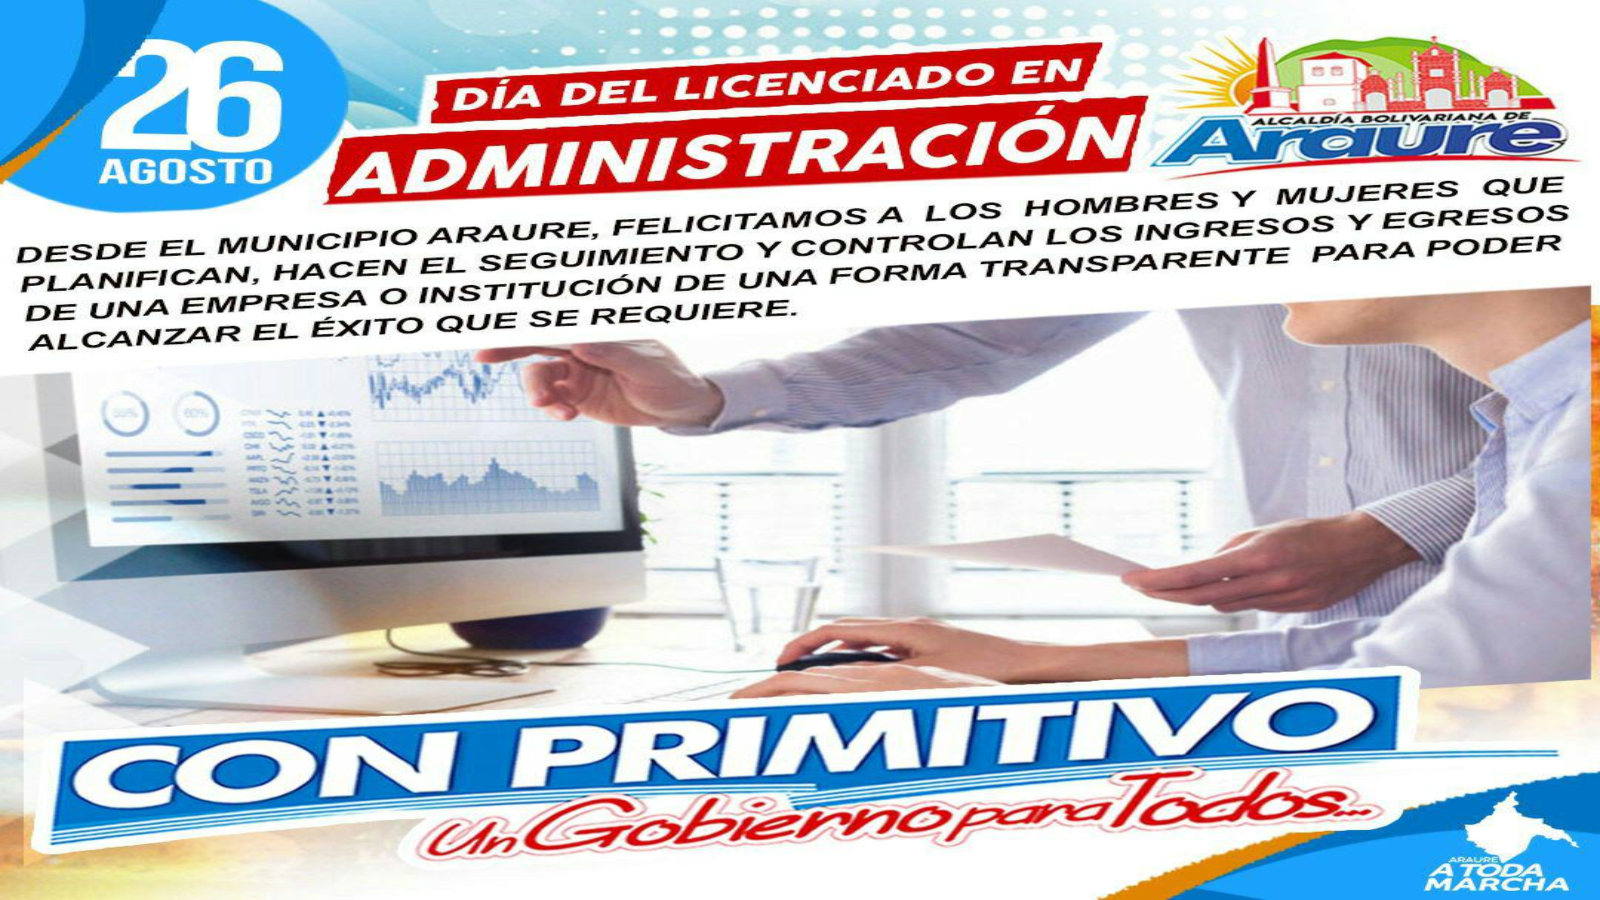 26
AGOSTO
DÍA DEL LICENCIADO EN
ADMINISTRACIÓN
ALCALDÍA BOLIVARIANA DE
Araure
DESDE EL MUNICIPIO ARAURE, FELICITAMOS A LOS HOMBRES Y MUJERES QUE
PLANIFICAN, HACEN EL SEGUIMIENTO Y CONTROLAN LOS INGRESOS Y EGRESOS
DE UNA EMPRESA O INSTITUCIÓN DE UNA FORMA TRANSPARENTE PARA PODER
ALCANZAR EL ÉXITO QUE SE REQUIERE.
60%
CON PRIMITIVO
Un Gobierno para Todos...
ARAURE
A TODA
MARCHA